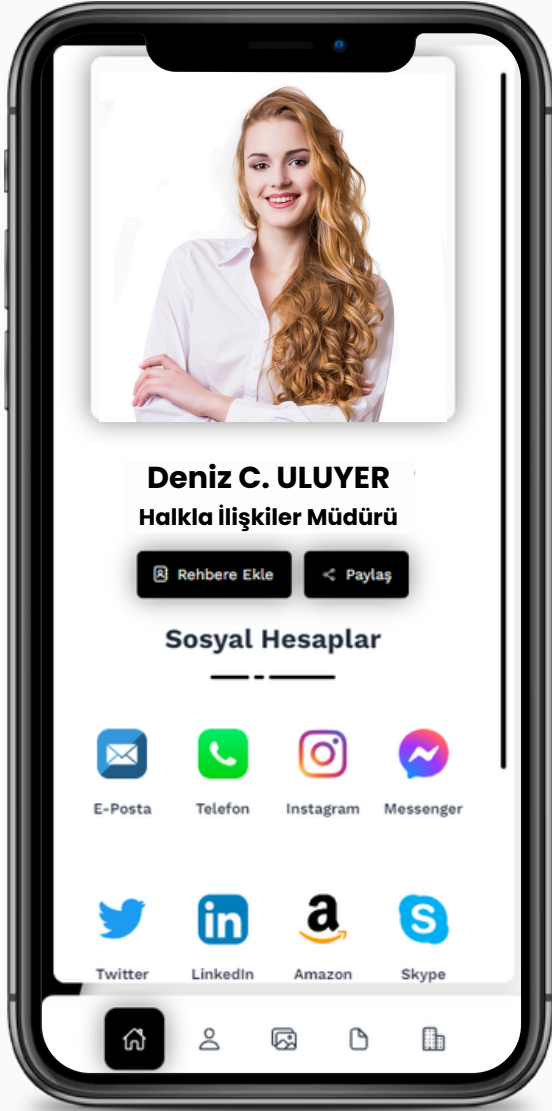 Deniz C. ULUYER
Halkla İlişkiler Müdürü
Rehbere Ekle Paylaş
Sosyal Hesaplar
E-Posta Telefon Instagram Messenger
Twitter LinkedIn Amazon Skype